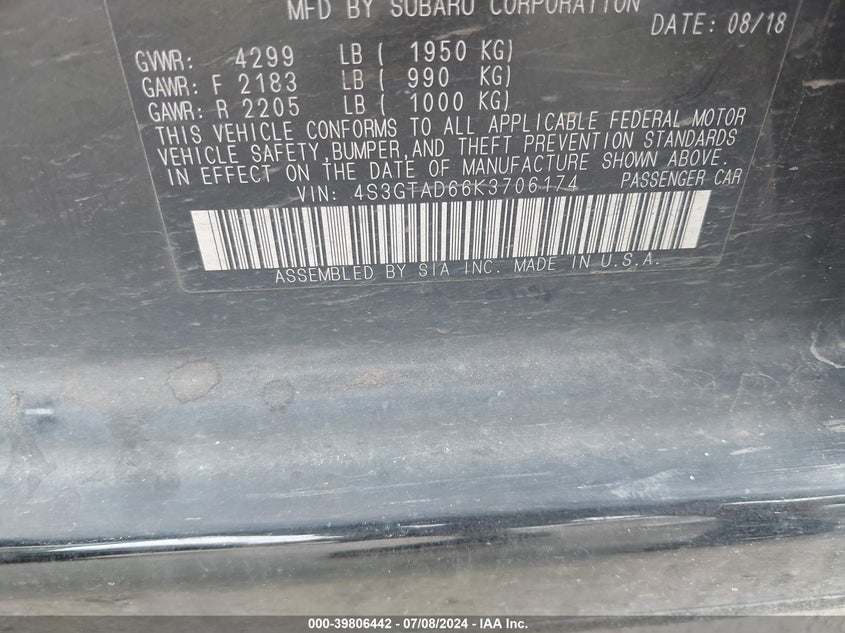 MFD BY SUBARU CORPORATION
DATE: 08/18
GVWR: 4299 LB ( 1950 KG)
GAWR: F 2183 LB ( 990 KG)
GAWR: R 2205 LB ( 1000 KG)
THIS VEHICLE CONFORMS TO ALL APPLICABLE FEDERAL MOTOR
VEHICLE SAFETY,BUMPER,AND THEFT PREVENTION STANDARDS
IN EFFECT ON THE DATE OF MANUFACTURE SHOWN ABOVE.
VIN: 4S3GTAD66K3706174 PASSENGER CAR
ASSEMBLED BY SIA INC. MADE IN U.S.A.
000-39806442 - 07/08/2024 - IAA Inc.